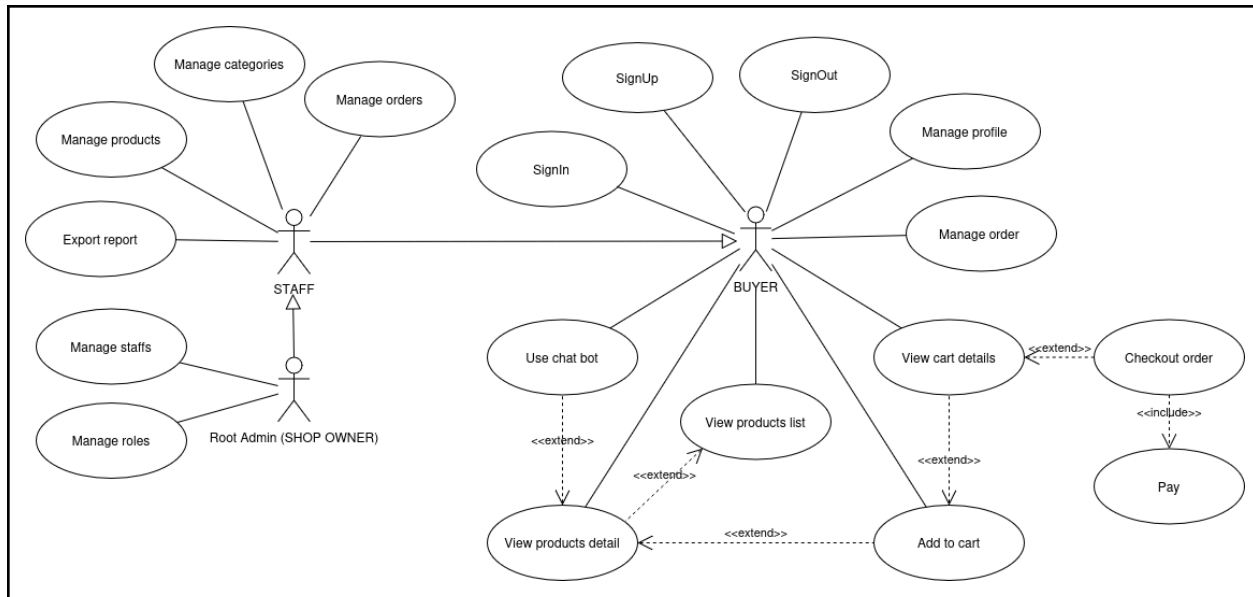 Manage categories
SignUp
SignOut
Manage orders
Manage products
Manage profile
SignIn
Export report
Manage order
STAFF
BUYER
Manage staffs
Use chat bot
View cart details
<<extend>>
Checkout order
<<include>>
View products list
Manage roles
Root Admin (SHOP OWNER)
<<extend>>
<<extend>>
<<extend>>
Pay
View products detail
<<extend>>
Add to cart